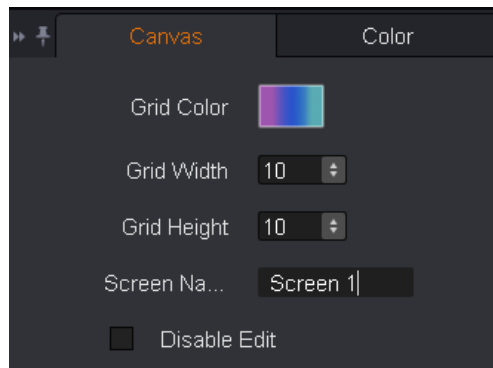 Canvas Color
Grid Color
Grid Width 10
Grid Height 10
Screen Na... Screen 1
Disable Edit